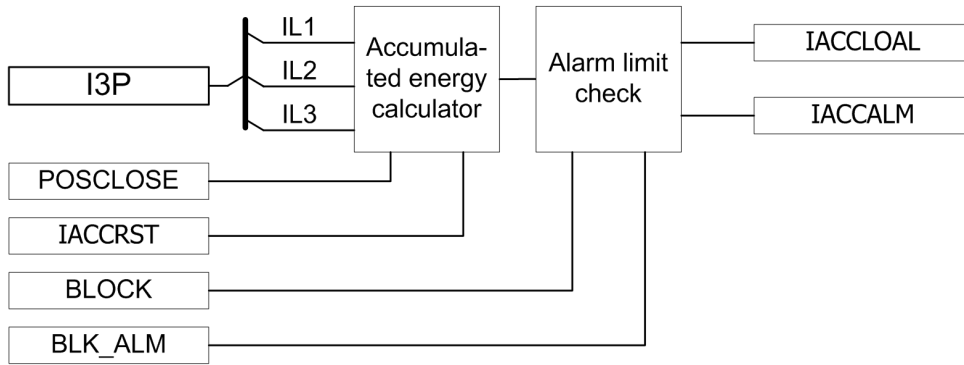 IL1
I3P
IL2
IL3
Accumula-
ted energy
calculator
Alarm limit
check
IACCLOAL
IACCALM
POSCLOSE
IACCRST
BLOCK
BLK_ALM